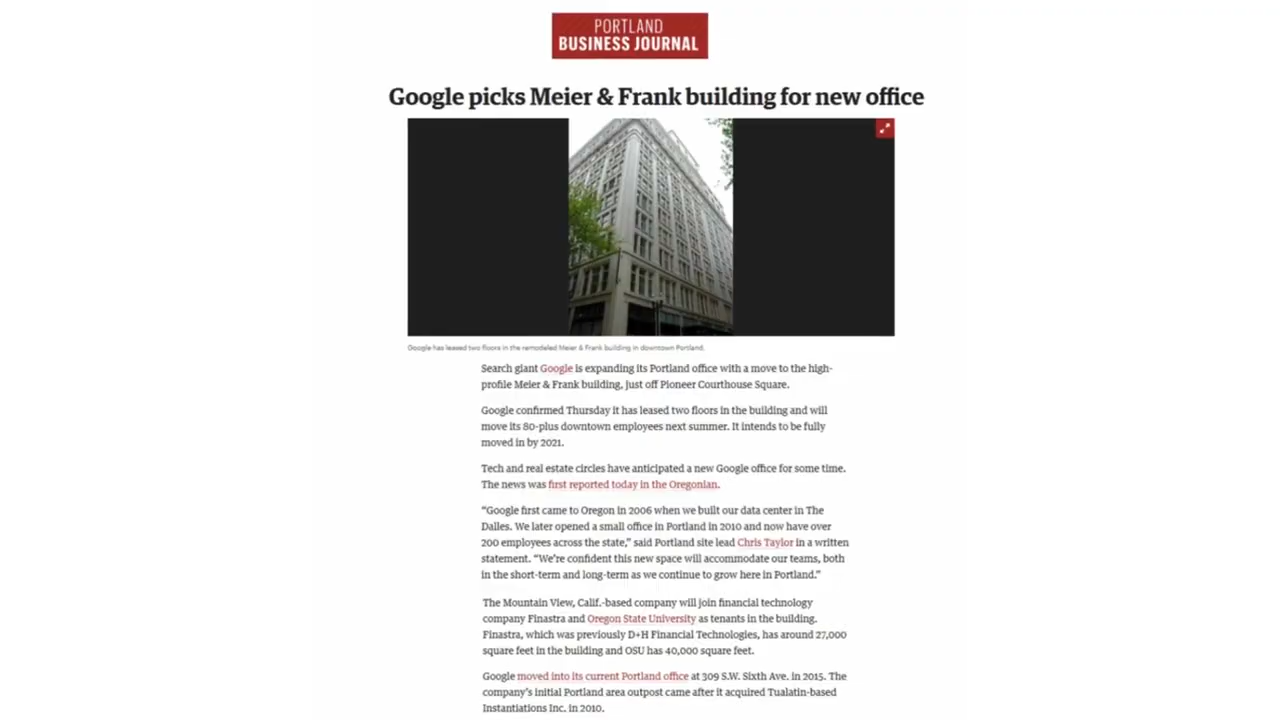 PORTLAND
BUSINESS JOURNAL
Google picks Meier & Frank building for new office
Google has leased two floors in the remodeled Meier & Frank building in downtown Portland.
Search giant Google is expanding its Portland office with a move to the high-
profile Meier & Frank building, just off Pioneer Courthouse Square.
Google confirmed Thursday it has leased two floors in the building and will
move its 80-plus downtown employees next summer. It intends to be fully
moved in by 2021.
Tech and real estate circles have anticipated a new Google office for some time.
The news was first reported today in the Oregonian.
“Google first came to Oregon in 2006 when we built our data center in The
Dalles. We later opened a small office in Portland in 2010 and now have over
200 employees across the state,” said Portland site lead Chris Taylor in a written
statement. “We’re confident this new space will accommodate our teams, both
in the short-term and long-term as we continue to grow here in Portland.”
The Mountain View, Calif.-based company will join financial technology
company Finastra and Oregon State University as tenants in the building.
Finastra, which was previously D+H Financial Technologies, has around 27,000
square feet in the building and OSU has 40,000 square feet.
Google moved into its current Portland office at 309 S.W. Sixth Ave. in 2015. The
company’s initial Portland area outpost came after it acquired Tualatin-based
Instantiations Inc. in 2010.